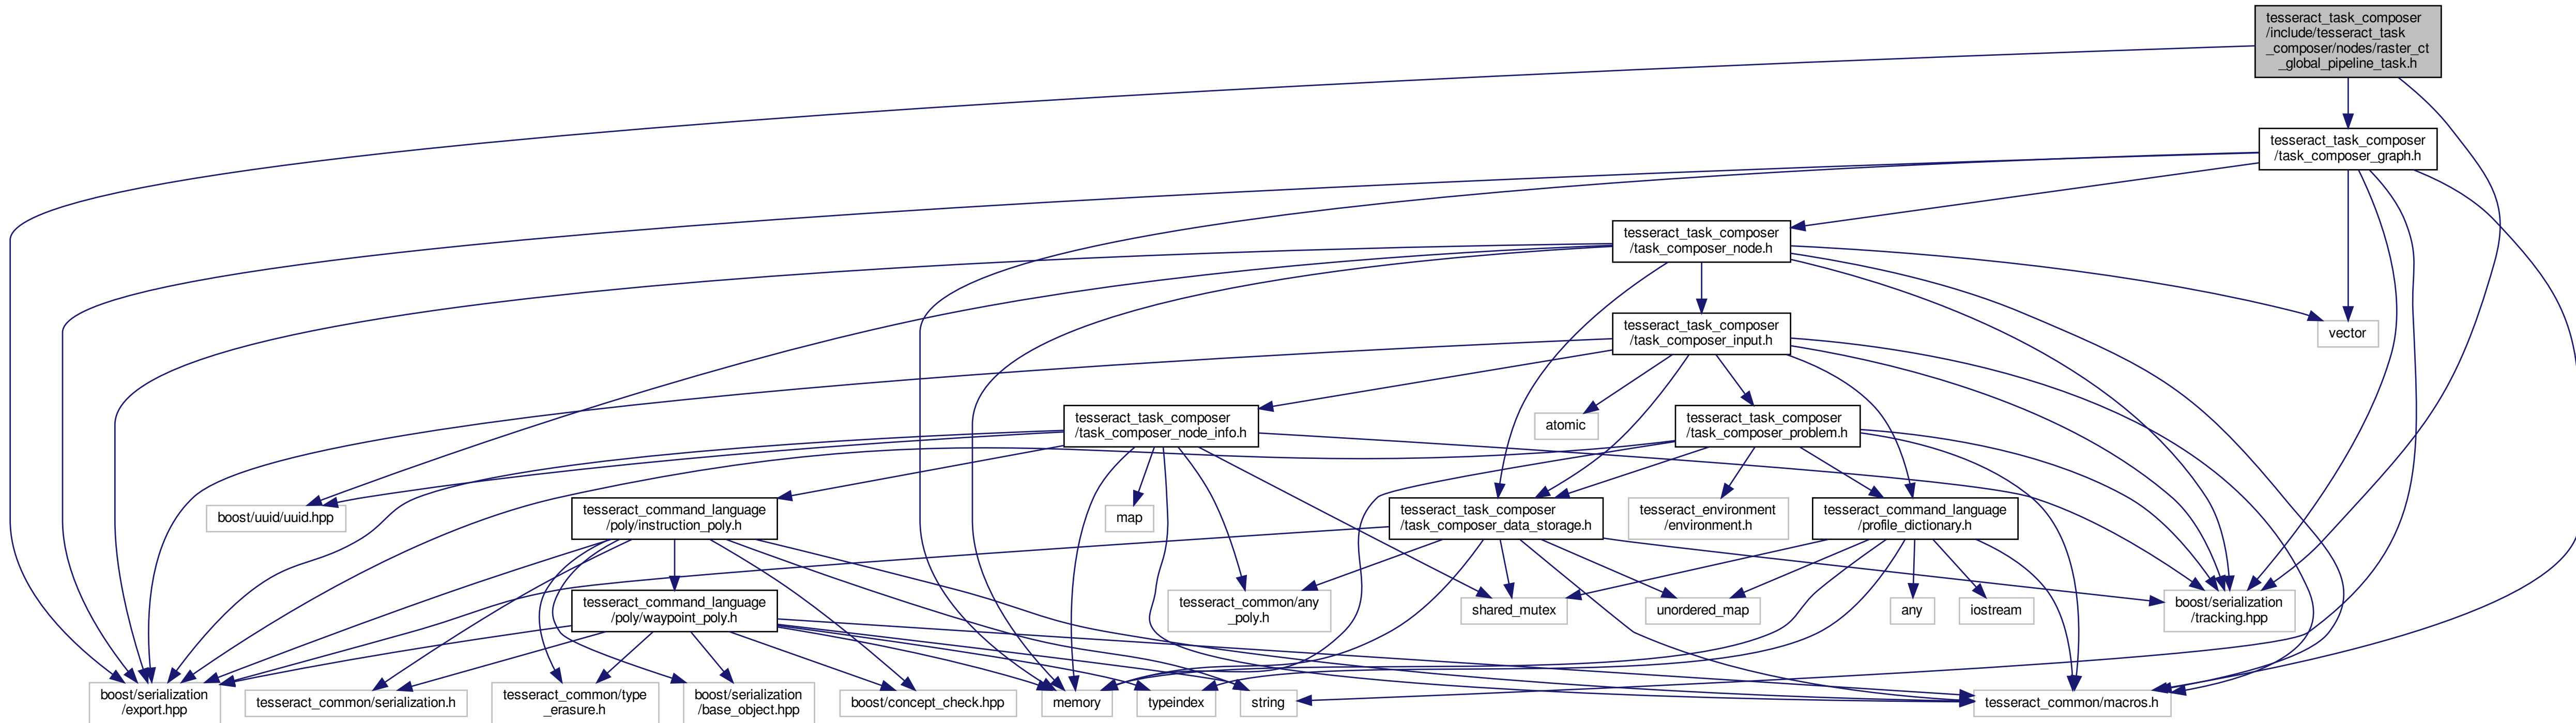 tesseract_task_composer
/include/tesseract_task
_composer/nodes/raster_ct
_global_pipeline_task.h
tesseract_task_composer
/task_composer_graph.h
tesseract_task_composer
/task_composer_node.h
tesseract_task_composer
/task_composer_input.h
vector
tesseract_task_composer
/task_composer_node_info.h
atomic
tesseract_task_composer
/task_composer_problem.h
boost/uuid/uuid.hpp
tesseract_command_language
/poly/instruction_poly.h
map
tesseract_task_composer
/task_composer_data_storage.h
tesseract_environment
/environment.h
tesseract_command_language
/profile_dictionary.h
tesseract_command_language
/poly/waypoint_poly.h
tesseract_common/any
_poly.h
shared_mutex
unordered_map
any
iostream
boost/serialization
/tracking.hpp
boost/serialization
/export.hpp
tesseract_common/serialization.h
tesseract_common/type
_erasure.h
boost/serialization
/base_object.hpp
boost/concept_check.hpp
memory
typeindex
string
tesseract_common/macros.h